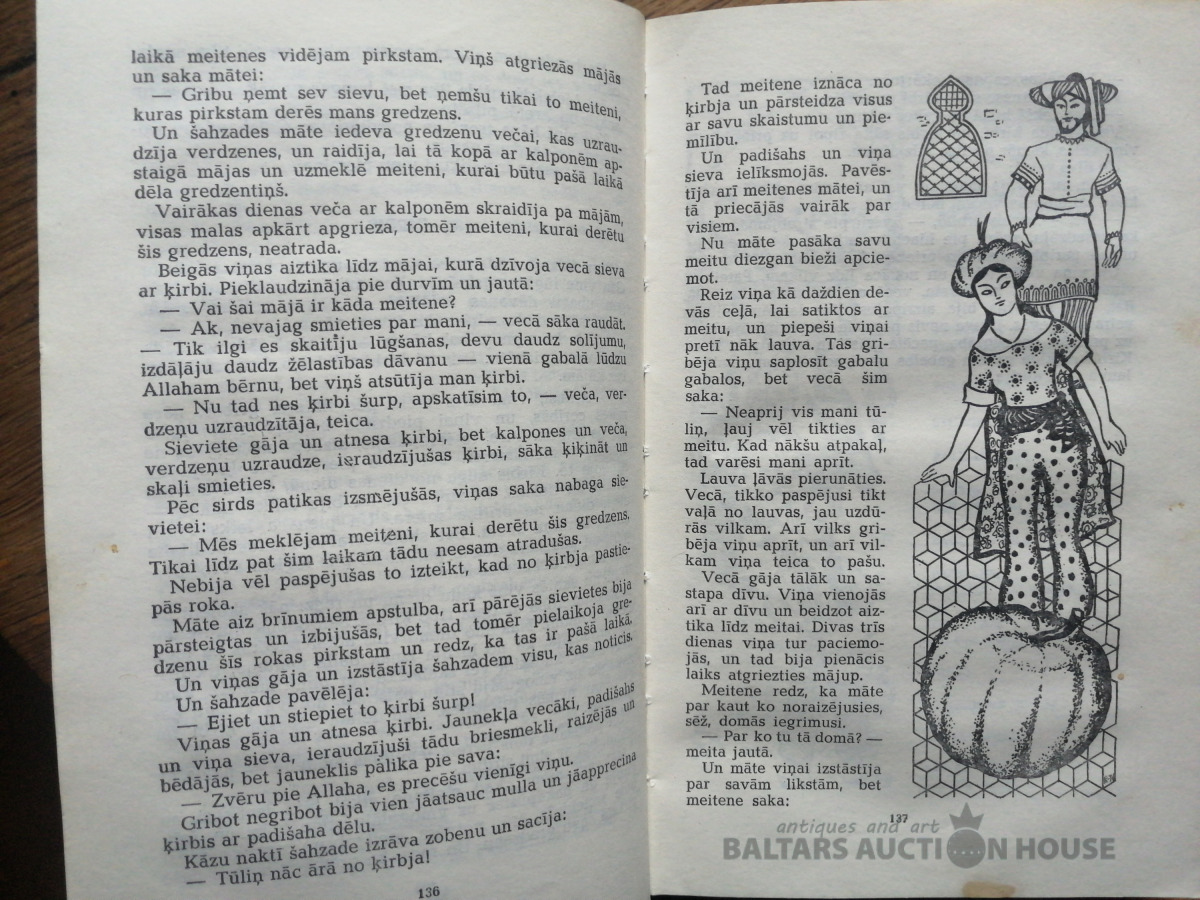 laikā meitenes vidējam pirkstam. Viņš atgriezās mājās
un saka mātei:
— Gribu ņemt sev sievu, bet ņemšu tikai to meiteni,
kuras pirkstam derēs mans gredzens.
Un šahzades māte iedeva gredzenu večai, kas uzrau-
dzīja verdzenes, un raidīja, lai tā kopā ar kalponēm ap-
staigā mājas un uzmeklē meiteni, kurai būtu pašā laikā
dēla gredzentiņš.
Vairākas dienas veča ar kalponēm skraidīja pa mājām,
visas malas apkārt apgrieza, tomēr meiteni, kurai derētu
šis gredzens, neatrada.
Beigās viņas aiztika līdz mājai, kurā dzīvoja vecā sieva
ar ķirbi. Pieklaudzināja pie durvīm un jautā:
— Vai šai mājā ir kāda meitene?
— Ak, nevajag smieties par mani, — vecā sāka raudāt.
— Tik ilgi es skaitīju lūgšanas, devu daudz solījumu,
izdāļāju daudz žēlastības dāvanu — vienā gabalā lūdzu
Allaham bērnu, bet viņš atsūtīja man ķirbi.
— Nu tad nes ķirbi šurp, apskatīsim to, — veča, ver-
dzeņu uzraudzītāja, teica.
Sieviete gāja un atnesa ķirbi, bet kalpones un veča,
verdzeņu uzraudze, ieraudzījušas ķirbi, sāka ķiķināt un
skaļi smieties.
Pēc sirds patikas izsmējušās, viņas saka nabaga sie-
vietei:
— Mēs meklējam meiteni, kurai derētu šis gredzens.
Tikai līdz pat šim laikam tādu neesam atradušas.
Nebija vēl paspējušas to izteikt, kad no ķirbja pastie-
pās roka.
Māte aiz brīnumiem apstulba, arī pārējās sievietes bija
pārsteigtas un izbijušās, bet tad tomēr pielaikoja gre-
dzenu šīs rokas pirkstam un redz, ka tas ir pašā laikā.
Un viņas gāja un izstāstīja šahzadem visu, kas noticis.
Un šahzade pavēlēja:
— Ejiet un stiepiet to ķirbi šurp!
Viņas gāja un atnesa ķirbi. Jaunekļa vecāki, padišahs
un viņa sieva, ieraudzījuši tādu briesmekli, raizējās un
bēdājās, bet jauneklis palika pie sava:
— Zvēru pie Allaha, es precēšu vienīgi viņu.
Gribot negribot bija vien jāatsauc mulla un jāapprecina
ķirbis ar padišaha dēlu.
Kāzu naktī šahzade izrāva zobenu un sacīja:
— Tūliņ nāc ārā no ķirbja!
136
Tad meitene iznāca no
ķirbja un pārsteidza visus
ar savu skaistumu un pie-
mīlību.
Un padišahs un viņa
sieva ielīksmojās. Pavēs-
tīja arī meitenes mātei, un
tā priecājās vairāk par
visiem.
Nu māte pasāka savu
meitu diezgan bieži apcie-
mot.
Reiz viņa kā daždien de-
vās ceļā, lai satiktos ar
meitu, un piepeši viņai
pretī nāk lauva. Tas gri-
bēja viņu saplosīt gabalu
gabalos, bet vecā šim
saka:
— Neaprij vis mani tū-
liņ, ļauj vēl tikties ar
meitu. Kad nākšu atpakaļ,
tad varēsi mani aprīt.
Lauva ļāvās pierunāties.
Vecā, tikko paspējusi tikt
vaļā no lauvas, jau uzdū-
rās vilkam. Arī vilks gri-
bēja viņu aprīt, un arī vil-
kam viņa teica to pašu.
Vecā gāja tālāk un sa-
stapa dīvu. Viņa vienojās
arī ar dīvu un beidzot aiz-
tika līdz meitai. Divas trīs
dienas viņa tur paciemo-
jās, un tad bija pienācis
laiks atgriezties mājup.
Meitene redz, ka māte
par kaut ko noraizējusies,
sēž, domās iegrimusi.
— Par ko tu tā domā? —
meita jautā.
Un māte viņai izstāstīja
par savām likstām, bet
meitene saka:
137
antiques and art
BALTARS AUCTION HOUSE